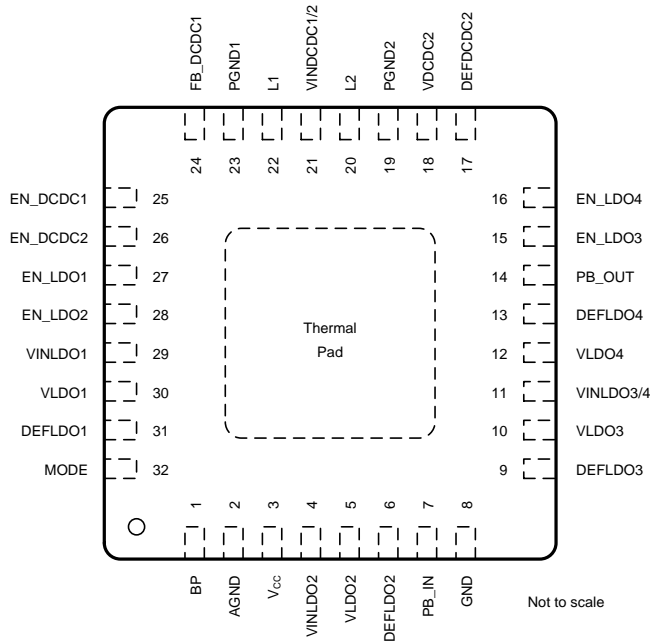 FB_DCDC1
PGND1
L1
VINDCDC1/2
L2
PGND2
VDCDC2
DEFDCDC2
24
23
22
21
20
19
18
17
EN_DCDC1 25
EN_DCDC2 26
EN_LDO1 27
EN_LDO2 28
VINLDO1 29
VLDO1 30
DEFLDO1 31
MODE 32
Thermal
Pad
16 EN_LDO4
15 EN_LDO3
14 PB_OUT
13 DEFLDO4
12 VLDO4
11 VINLDO3/4
10 VLDO3
9 DEFLDO3
1
2
3
4
5
6
7
8
BP
AGND
VCC
VINLDO2
VLDO2
DEFLDO2
PB_IN
GND
Not to scale